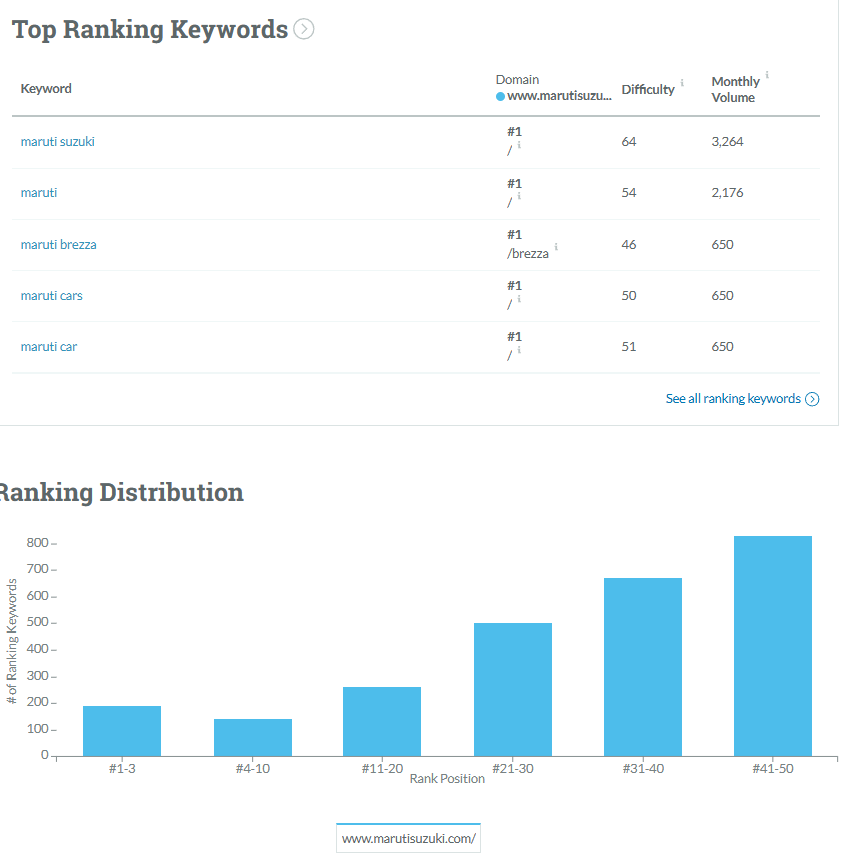 Top Ranking Keywords
Keyword
Domain
www.marutisuzu...
Difficulty
Monthly
Volume
maruti suzuki
#1
/
64
3,264
maruti
#1
/
54
2,176
maruti brezza
#1
/brezza
46
650
maruti cars
#1
/
50
650
maruti car
#1
/
51
650
See all ranking keywords
Ranking Distribution
# of Ranking Keywords
800
700
600
500
400
300
200
100
0
#1-3
#4-10
#11-20
#21-30
#31-40
#41-50
Rank Position
www.marutisuzuki.com/